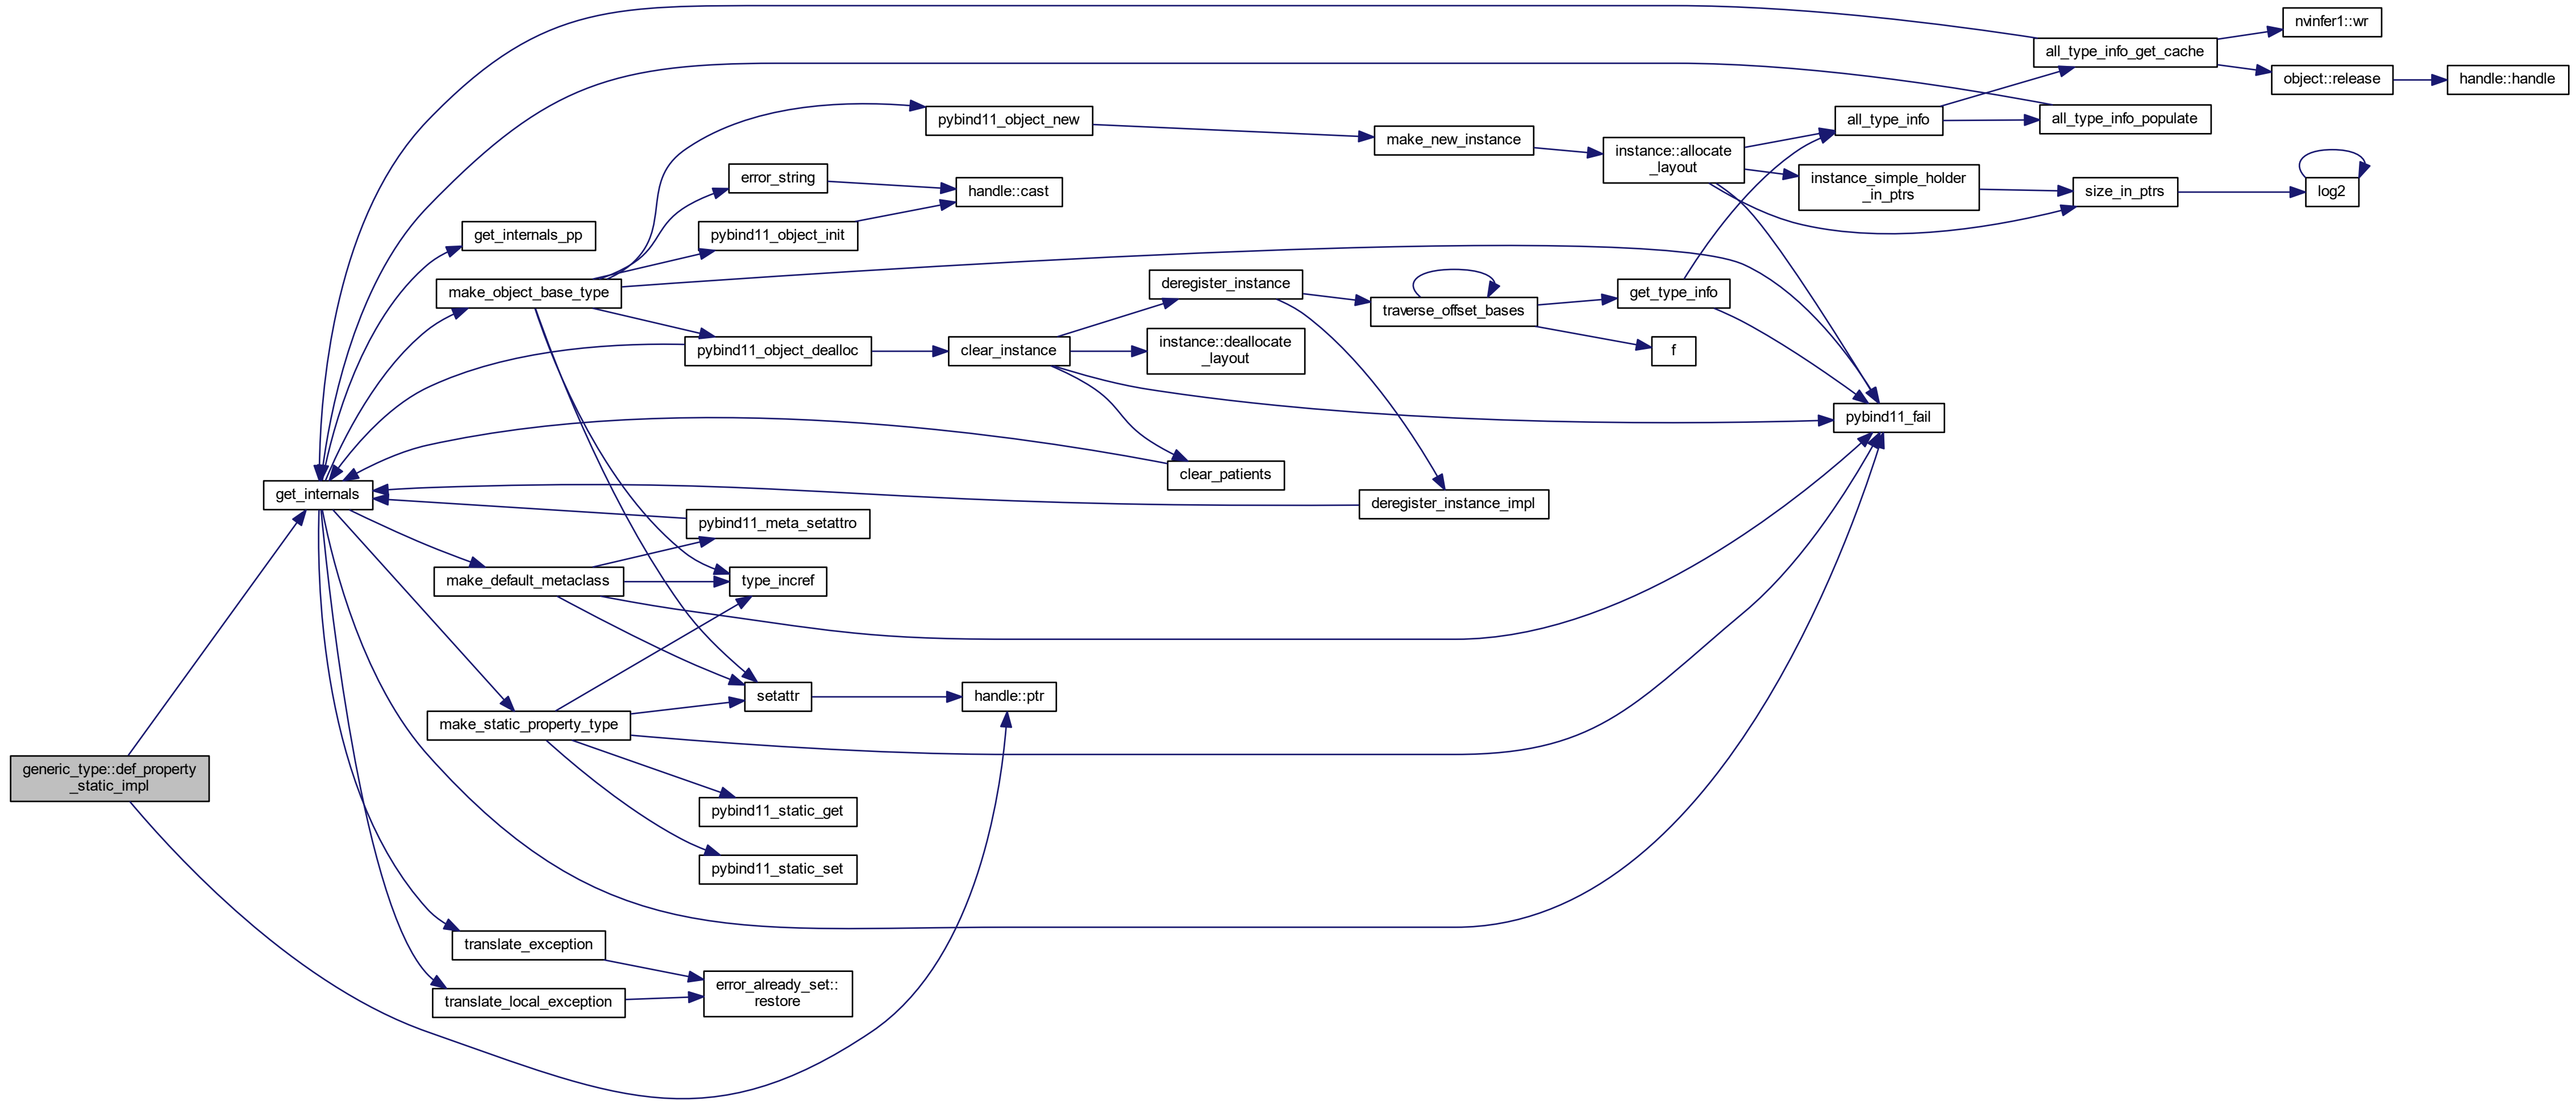 nvinfer1::wr
all_type_info_get_cache
object::release
handle::handle
pybind11_object_new
all_type_info
all_type_info_populate
make_new_instance
instance::allocate
_layout
error_string
handle::cast
instance_simple_holder
_in_ptrs
size_in_ptrs
log2
get_internals_pp
pybind11_object_init
make_object_base_type
deregister_instance
traverse_offset_bases
get_type_info
pybind11_object_dealloc
clear_instance
instance::deallocate
_layout
f
pybind11_fail
clear_patients
get_internals
deregister_instance_impl
pybind11_meta_setattro
make_default_metaclass
type_incref
setattr
handle::ptr
make_static_property_type
generic_type::def_property
_static_impl
pybind11_static_get
pybind11_static_set
translate_exception
error_already_set::
restore
translate_local_exception